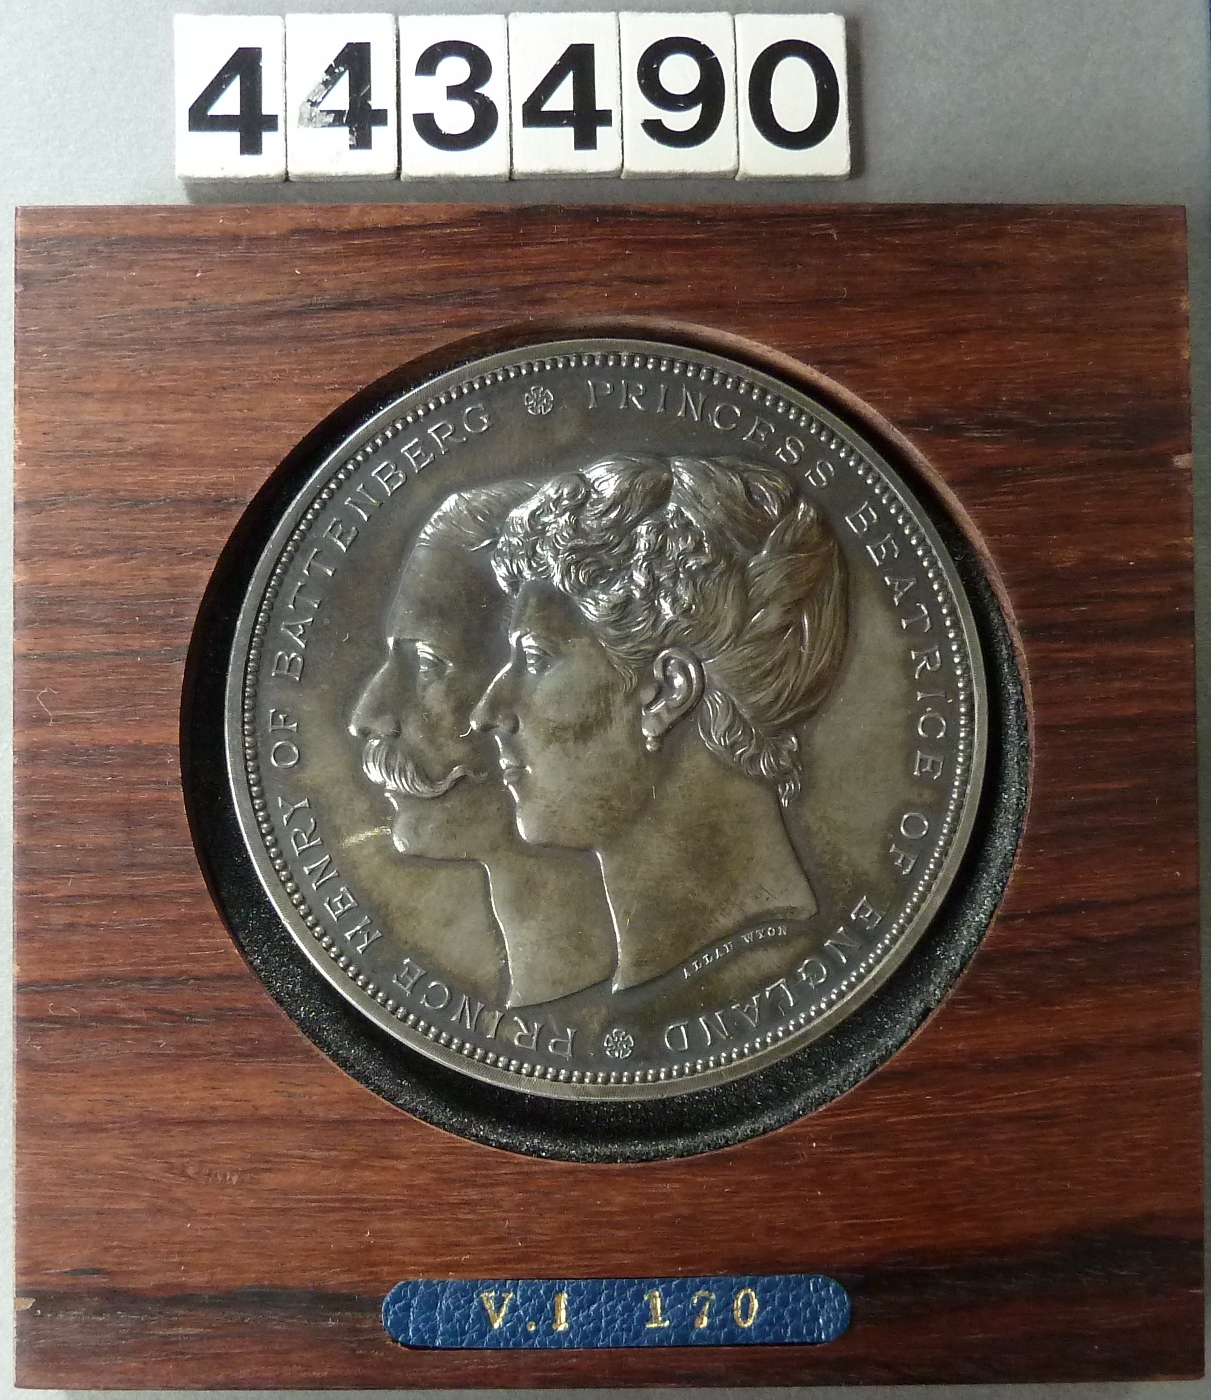 443490
PRINCE HENRY OF BATTENBERG
PRINCESS BEATRICE OF ENGLAND
ALLAN WYON
V.I 170